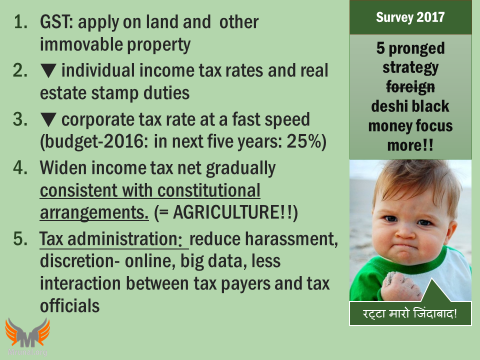 1. GST: apply on land and other
immovable property
2. ▼ individual income tax rates and real
estate stamp duties
3. ▼ corporate tax rate at a fast speed
(budget-2016: in next five years: 25%)
4. Widen income tax net gradually
consistent with constitutional
arrangements. (= AGRICULTURE!!)
5. Tax administration: reduce harassment,
discretion- online, big data, less
interaction between tax payers and tax
officials
Survey 2017
5 pronged
strategy
foreign
deshi black
money focus
more!!
रट्टा मारो जिंदाबाद!